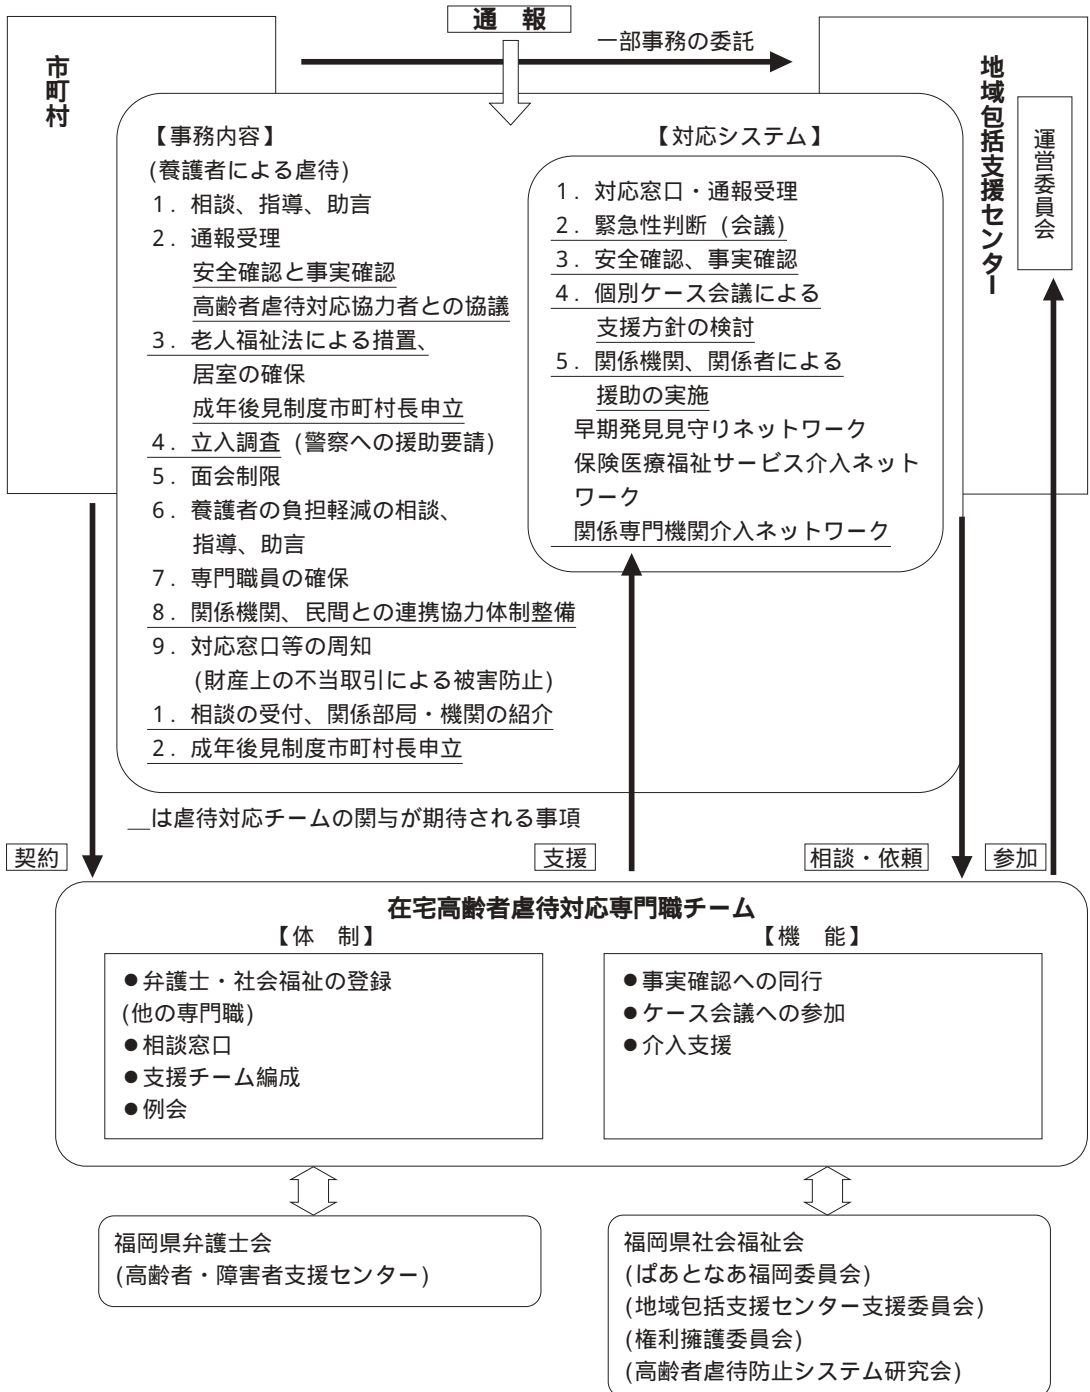 通　報
一部事務の委託
市町村
地域包括支援センター
運営委員会
【事務内容】
(養護者による虐待)
1．相談、指導、助言
2．通報受理
安全確認と事実確認
高齢者虐待対応協力者との協議
3．老人福祉法による措置、
居室の確保
成年後見制度市町村長申立
4．立入調査 (警察への援助要請)
5．面会制限
6．養護者の負担軽減の相談、
指導、助言
7．専門職員の確保
8．関係機関、民間との連携協力体制整備
9．対応窓口等の周知
(財産上の不当取引による被害防止)
1．相談の受付、関係部局・機関の紹介
2．成年後見制度市町村長申立
【対応システム】
1．対応窓口・通報受理
2．緊急性判断 (会議)
3．安全確認、事実確認
4．個別ケース会議による
支援方針の検討
5．関係機関、関係者による
援助の実施
早期発見見守りネットワーク
保険医療福祉サービス介入ネット
ワーク
関係専門機関介入ネットワーク
__は虐待対応チームの関与が期待される事項
契約
支援
相談・依頼
参加
在宅高齢者虐待対応専門職チーム
【体　制】
●弁護士・社会福祉の登録
(他の専門職)
●相談窓口
●支援チーム編成
●例会
【機　能】
●事実確認への同行
●ケース会議への参加
●介入支援
福岡県弁護士会
(高齢者・障害者支援センター)
福岡県社会福祉会
(ぱあとなあ福岡委員会)
(地域包括支援センター支援委員会)
(権利擁護委員会)
(高齢者虐待防止システム研究会)